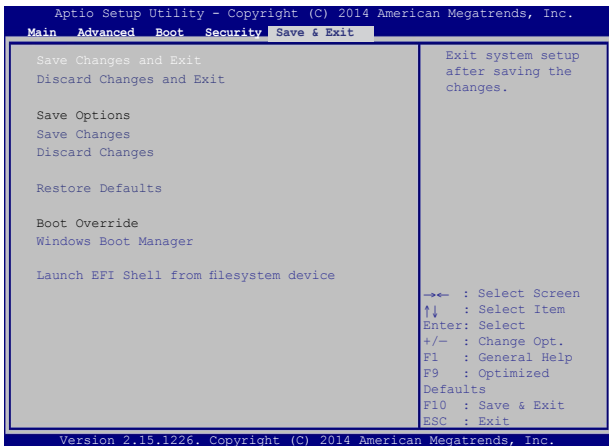 Aptio Setup Utility - Copyright (C) 2014 American Megatrends, Inc.
Main Advanced Boot Security Save & Exit
Save Changes and Exit
Discard Changes and Exit
Save Options
Save Changes
Discard Changes
Restore Defaults
Boot Override
Windows Boot Manager
Launch EFI Shell from filesystem device
Exit system setup
after saving the
changes.
→← : Select Screen
↑↓ : Select Item
Enter: Select
+/— : Change Opt.
F1 : General Help
F9 : Optimized
Defaults
F10 : Save & Exit
ESC : Exit
Version 2.15.1226. Copyright (C) 2014 American Megatrends, Inc.